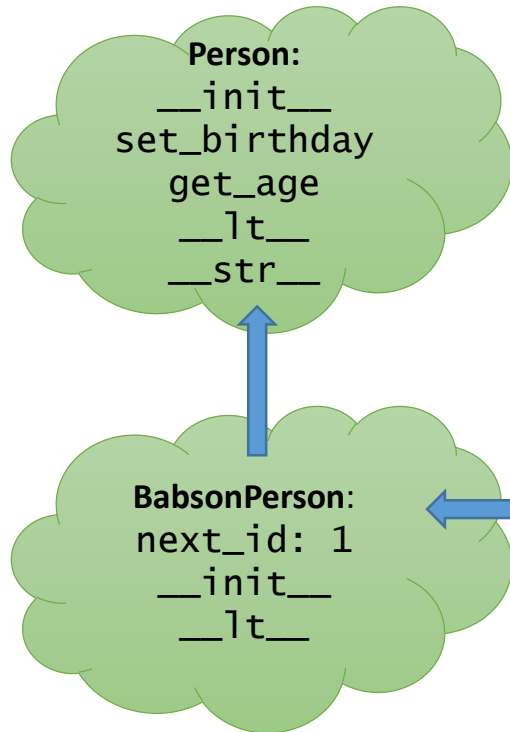 Person:
__init__
set_birthday
get_age
__lt__
__str__
BabsonPerson:
next_id: 1
__init__
__lt__